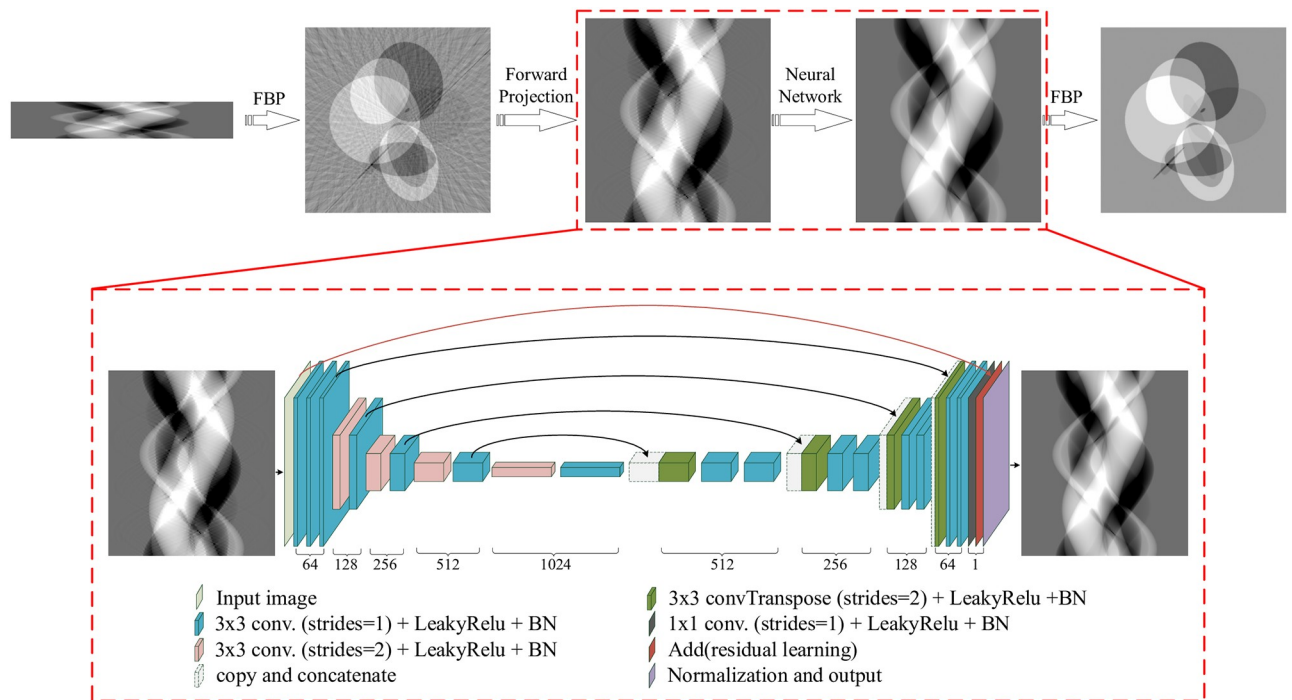 FBP
Forward
Projection
Neural
Network
FBP
64
128
256
512
1024
512
256
128
64
1
Input image
3x3 conv. (strides=1) + LeakyRelu + BN
3x3 conv. (strides=2) + LeakyRelu + BN
copy and concatenate
3x3 convTranspose (strides=2) + LeakyRelu +BN
1x1 conv. (strides=1) + LeakyRelu + BN
Add(residual learning)
Normalization and output